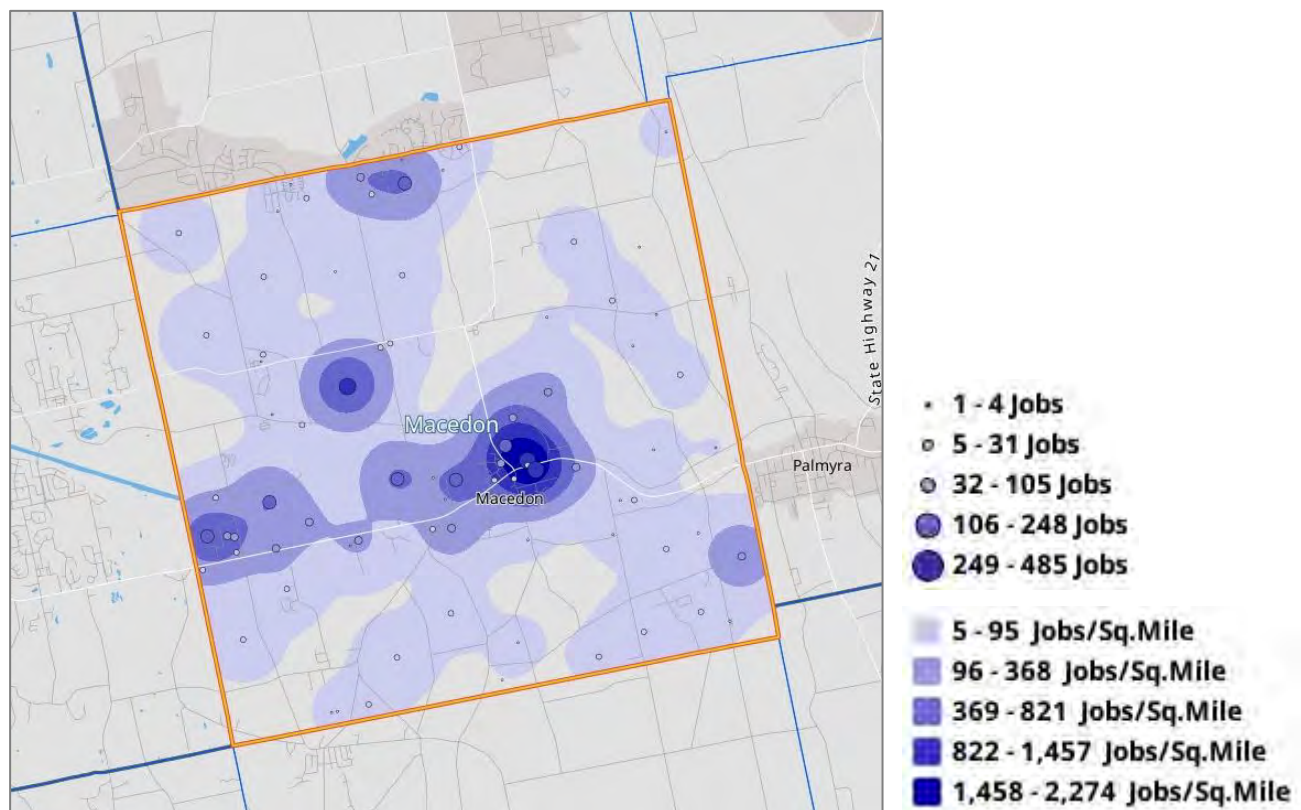 State Highway 21
Macedon
Palmyra
Macedon
1 - 4 Jobs
5 - 31 Jobs
32 - 105 Jobs
106 - 248 Jobs
249 - 485 Jobs
5 - 95 Jobs/Sq.Mile
96 - 368 Jobs/Sq.Mile
369 - 821 Jobs/Sq.Mile
822 - 1,457 Jobs/Sq.Mile
1,458 - 2,274 Jobs/Sq.Mile